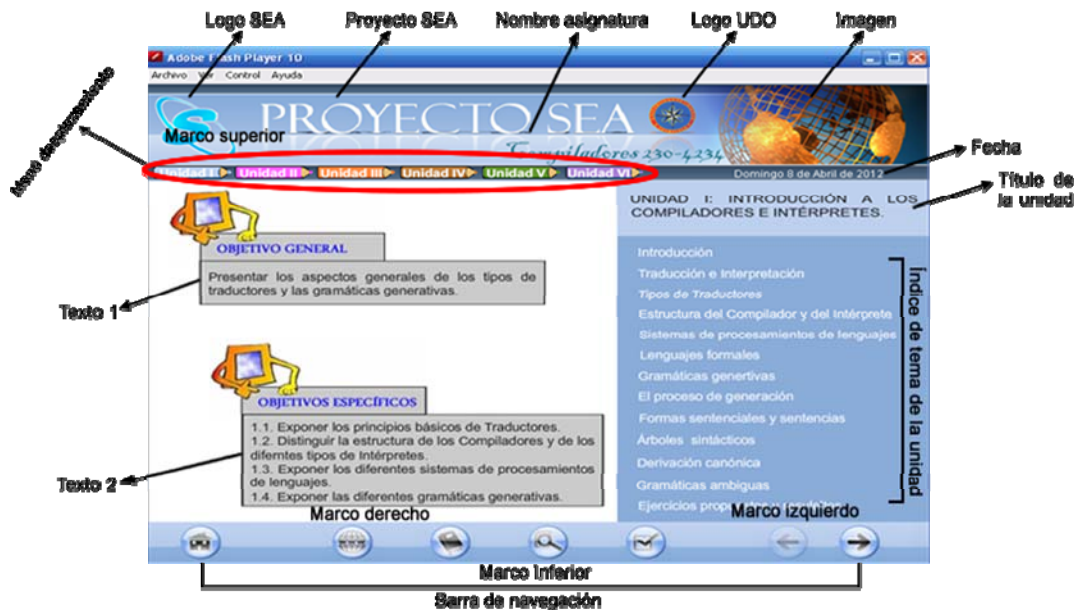 Logo SEA
Proyecto SEA
Nombre asignatura
Logo UDO
Imagen
Adobe Flash Player 10
Archivo Ver Control Ayuda
PROYECTO SEA
Marco superior
Compiladores 230-4234
Menú desplazamiento
Unidad I Unidad II Unidad III Unidad IV Unidad V Unidad VI
Domingo 8 de Abril de 2012
Fecha
Título de
la unidad
UNIDAD I: INTRODUCCIÓN A LOS
COMPILADORES E INTÉRPRETES.
OBJETIVO GENERAL
Presentar los aspectos generales de los tipos de
traductores y las gramáticas generativas.
Texto 1
OBJETIVOS ESPECÍFICOS
1.1. Exponer los principios básicos de Traductores.
1.2. Distinguir la estructura de los Compiladores y de los
difemtes tipos de Intérpretes.
1.3. Exponer los diferentes sistemas de procesamientos
de lenguajes.
1.4. Exponer las diferentes gramáticas generativas.
Texto 2
Introducción
Traducción e Interpretación
Tipos de Traductores
Estructura del Compilador y del Intérprete
Sistemas de procesamientos de lenguajes
Lenguajes formales
Gramáticas genertivas
El proceso de generación
Formas sentenciales y sentencias
Árboles sintácticos
Derivación canónica
Gramáticas ambiguas
Ejercicios
Índice de tema de la unidad
Marco derecho
Marco izquierdo
Marco Inferior
Barra de navegación